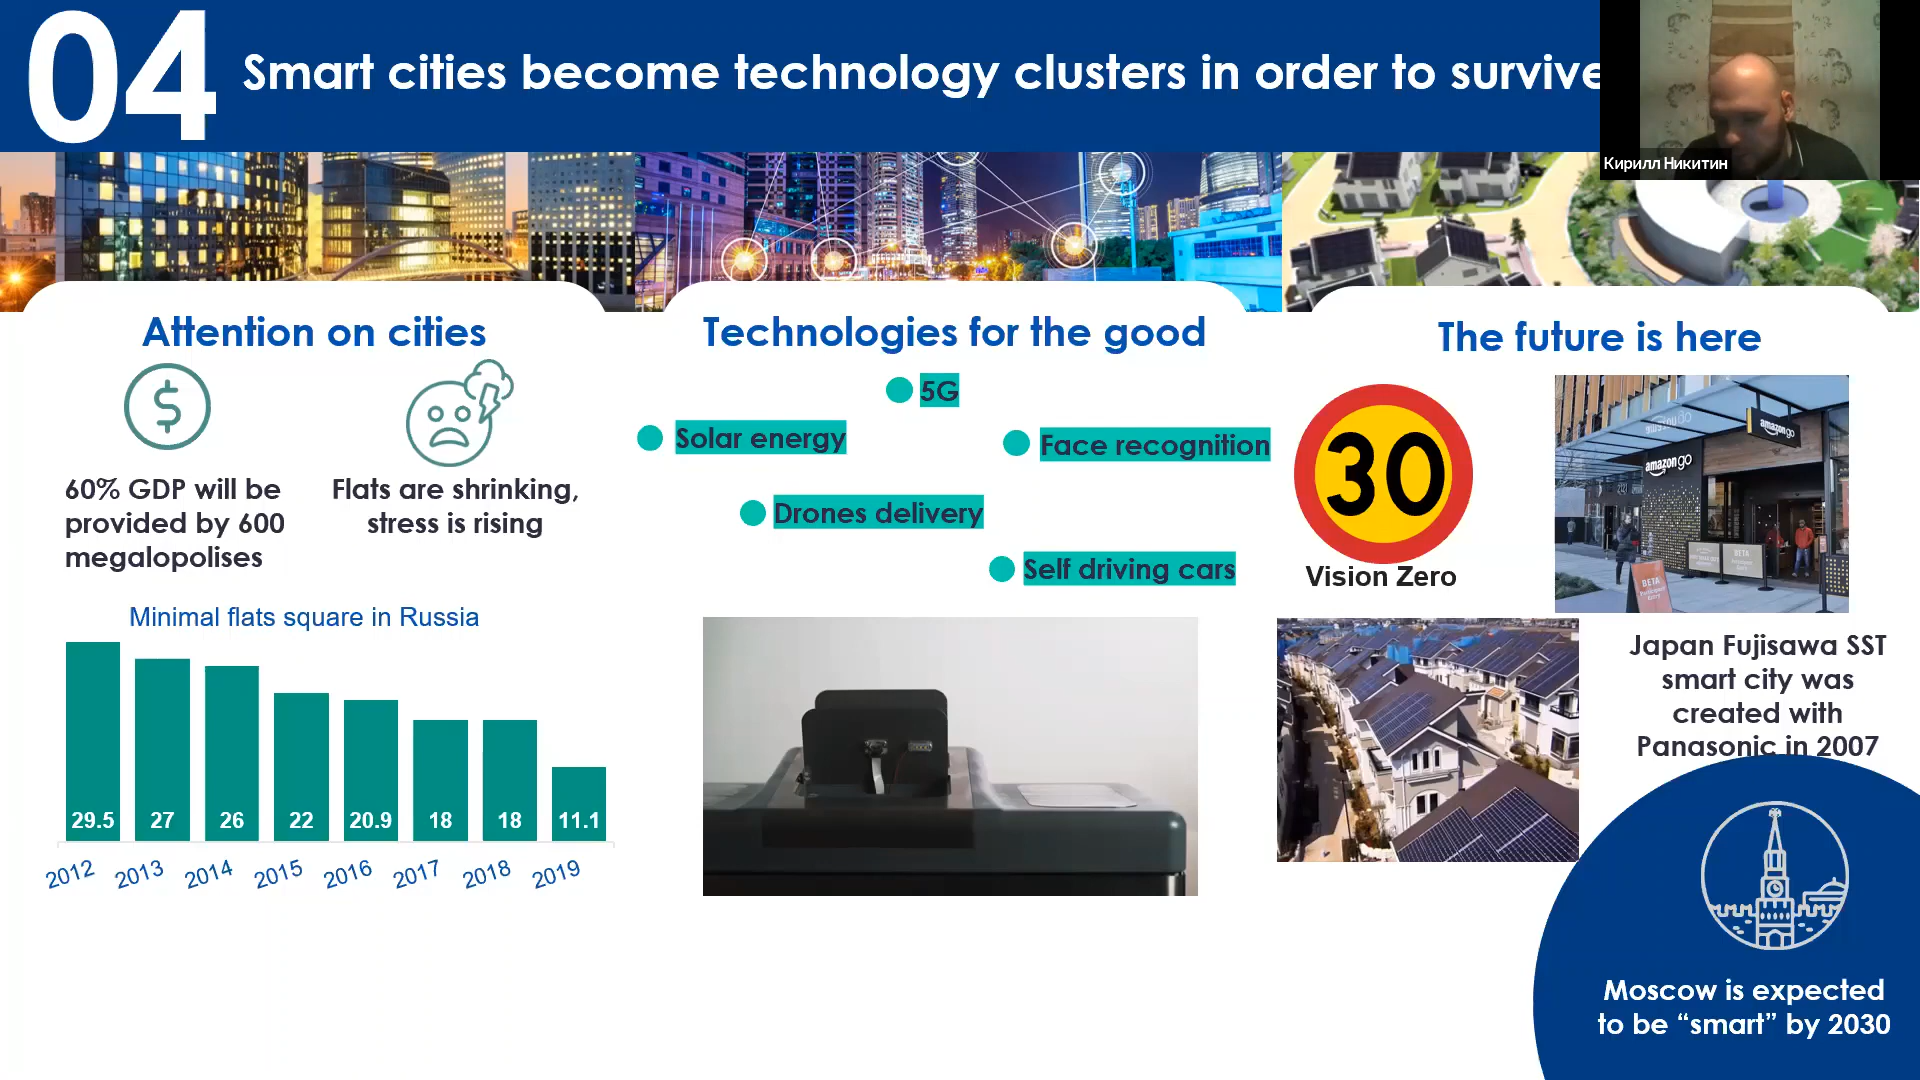 04
Smart cities become technology clusters in order to survive
Кирилл Никитин
Attention on cities
60% GDP will be
provided by 600
megalopolises
Flats are shrinking,
stress is rising
Minimal flats square in Russia
29.5 27 26 22 20.9 18 18 11.1
2012 2013 2014 2015 2016 2017 2018 2019
Technologies for the good
5G
Solar energy
Face recognition
Drones delivery
Self driving cars
The future is here
30
Vision Zero
amazon go
amazon go
BETA
BETA
Japan Fujisawa SST
smart city was
created with
Panasonic in 2007
Moscow is expected
to be “smart” by 2030